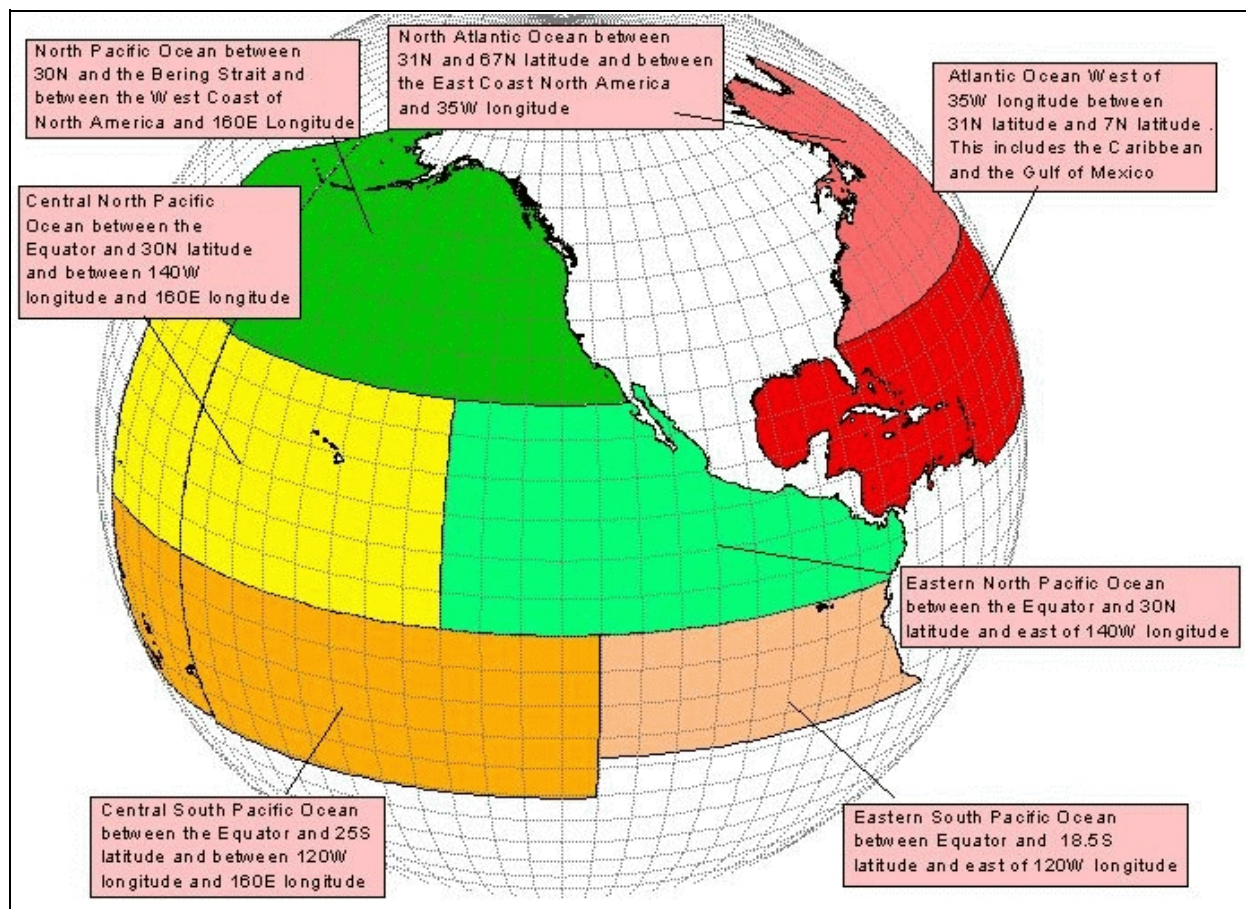 North Pacific Ocean between
30N and the Bering Strait and
between the West Coast of
North America and 160E Longitude
North Atlantic Ocean between
31N and 67N latitude and between
the East Coast North America
and 35W longitude
Atlantic Ocean West of
35W longitude between
31N latitude and 7N latitude .
This includes the Caribbean
and the Gulf of Mexico
Central North Pacific
Ocean between the
Equator and 30N latitude
and between 140W
longitude and 160E longitude
Eastern North Pacific Ocean
between the Equator and 30N
latitude and east of 140W longitude
Central South Pacific Ocean
between the Equator and 25S
latitude and between 120W
longitude and 160E longitude
Eastern South Pacific Ocean
between Equator and 18.5S
latitude and east of 120W longitude